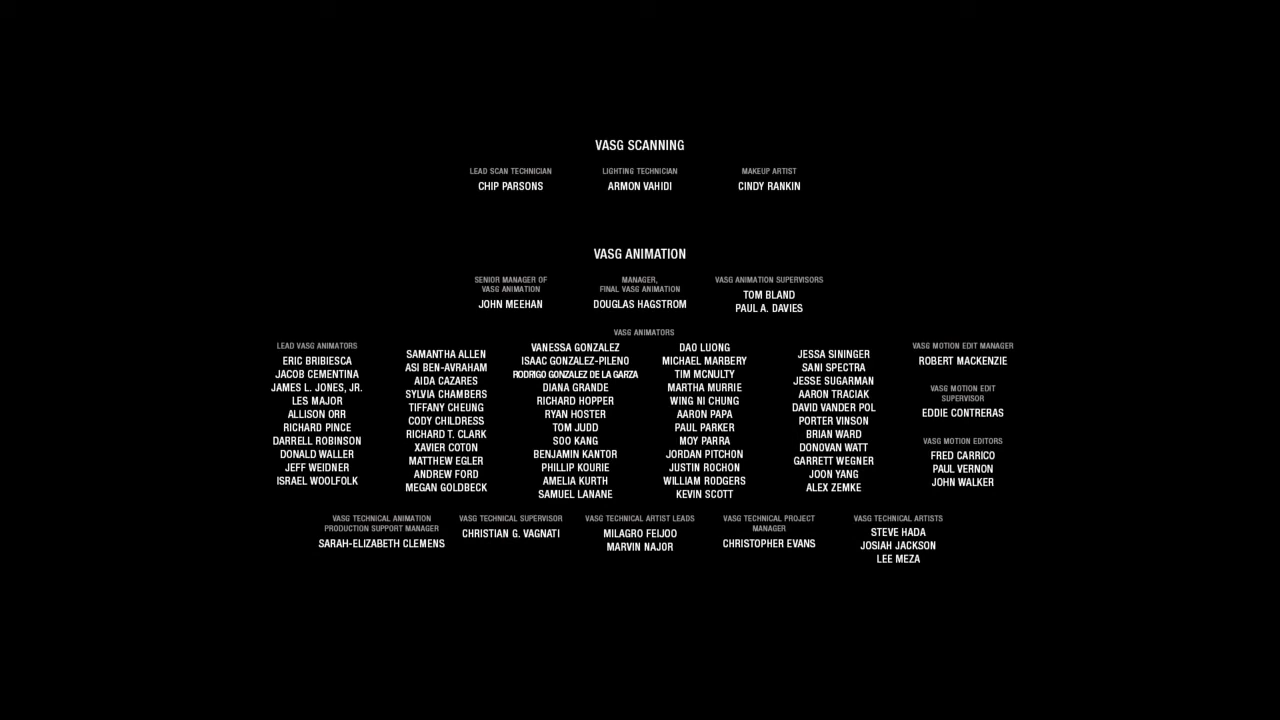 VASG SCANNING
LEAD SCAN TECHNICIAN
CHIP PARSONS
LIGHTING TECHNICIAN
ARMON VAHIDI
MAKEUP ARTIST
CINDY RANKIN
VASG ANIMATION
SENIOR MANAGER OF
VASG ANIMATION
JOHN MEEHAN
MANAGER,
FINAL VASG ANIMATION
DOUGLAS HAGSTROM
VASG ANIMATION SUPERVISORS
TOM BLAND
PAUL A. DAVIES
LEAD VASG ANIMATORS
ERIC BRIBIESCA
JACOB CEMENTINA
JAMES L. JONES, JR.
LES MAJOR
ALLISON ORR
RICHARD PINCE
DARRELL ROBINSON
DONALD WALLER
JEFF WEIDNER
ISRAEL WOOLFOLK
VASG ANIMATORS
SAMANTHA ALLEN
ASI BEN-AVRAHAM
AIDA CAZARES
SYLVIA CHAMBERS
TIFFANY CHEUNG
CODY CHILDRESS
RICHARD T. CLARK
XAVIER COTON
MATTHEW EGLER
ANDREW FORD
MEGAN GOLDBECK
VANESSA GONZALEZ
ISAAC GONZALEZ-PILENO
RODRIGO GONZALEZ DE LA GARZA
DIANA GRANDE
RICHARD HOPPER
RYAN HOSTER
TOM JUDD
SOO KANG
BENJAMIN KANTOR
PHILLIP KOURIE
AMELIA KURTH
SAMUEL LANANE
DAO LUONG
MICHAEL MARBERY
TIM MCNULTY
MARTHA MURRIE
WING NI CHUNG
AARON PAPA
PAUL PARKER
MOY PARRA
JORDAN PITCHON
JUSTIN ROCHON
WILLIAM RODGERS
KEVIN SCOTT
JESSA SININGER
SANI SPECTRA
JESSE SUGARMAN
AARON TRACIAK
DAVID VANDER POL
PORTER VINSON
BRIAN WARD
DONOVAN WATT
GARRETT WEGNER
JOON YANG
ALEX ZEMKE
VASG MOTION EDIT MANAGER
ROBERT MACKENZIE
VASG MOTION EDIT
SUPERVISOR
EDDIE CONTRERAS
VASG MOTION EDITORS
FRED CARRICO
PAUL VERNON
JOHN WALKER
VASG TECHNICAL ANIMATION
PRODUCTION SUPPORT MANAGER
SARAH-ELIZABETH CLEMENS
VASG TECHNICAL SUPERVISOR
CHRISTIAN G. VAGNATI
VASG TECHNICAL ARTIST LEADS
MILAGRO FEIJOO
MARVIN NAJOR
VASG TECHNICAL PROJECT
MANAGER
CHRISTOPHER EVANS
VASG TECHNICAL ARTISTS
STEVE HADA
JOSIAH JACKSON
LEE MEZA